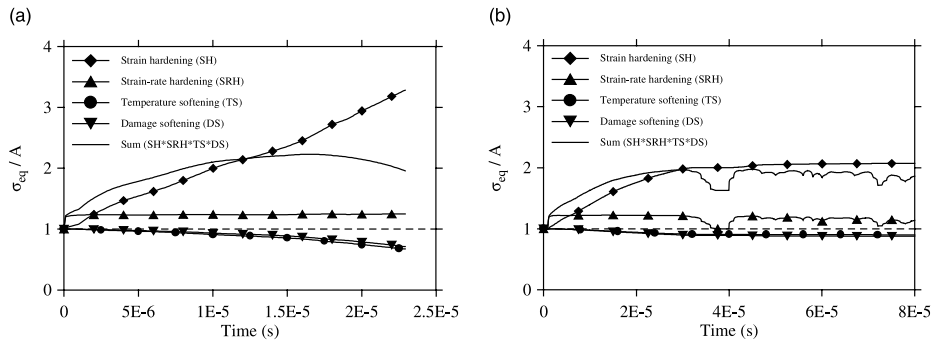 (a)
4
3
2
1
0
σeq / A
Strain hardening (SH)
Strain-rate hardening (SRH)
Temperature softening (TS)
Damage softening (DS)
Sum (SH*SRH*TS*DS)
0 5E-6 1E-5 1.5E-5 2E-5 2.5E-5
Time (s)
(b)
4
3
2
1
0
σeq / A
Strain hardening (SH)
Strain-rate hardening (SRH)
Temperature softening (TS)
Damage softening (DS)
Sum (SH*SRH*TS*DS)
0 2E-5 4E-5 6E-5 8E-5
Time (s)